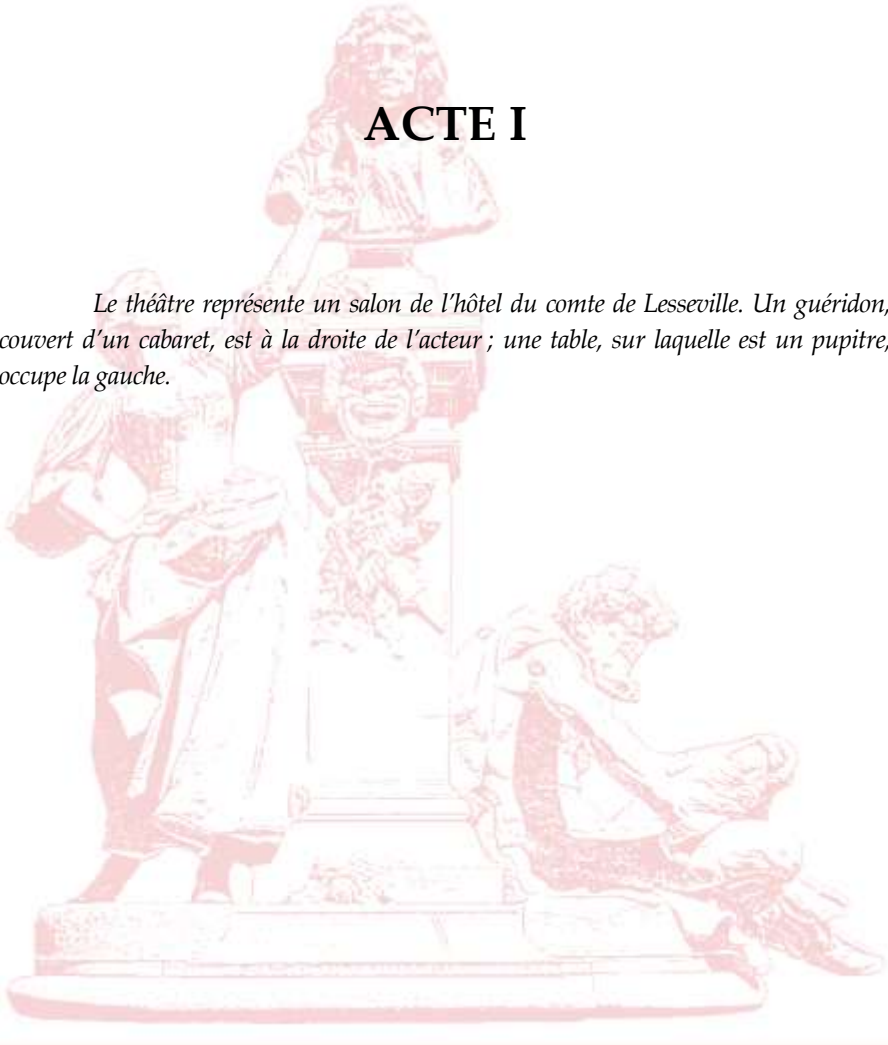 ACTE I
Le théâtre représente un salon de l’hôtel du comte de Lesseville. Un guéridon,
couvert d’un cabaret, est à la droite de l’acteur ; une table, sur laquelle est un pupitre,
occupe la gauche.